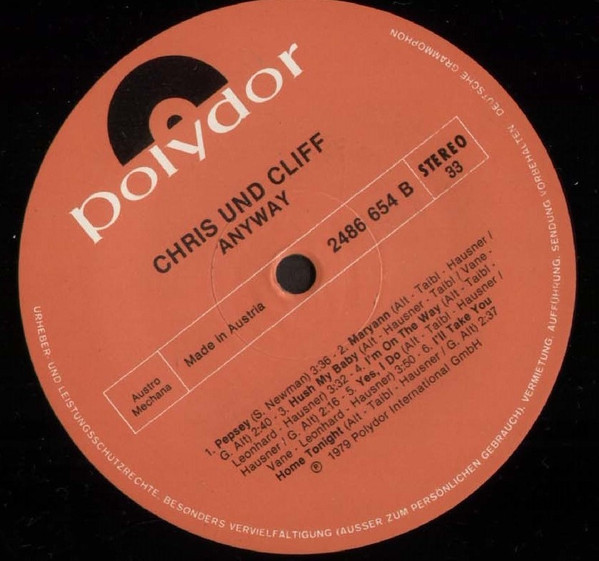 polydor
CHRIS UND CLIFF
ANYWAY
STEREO
33
2486 654 B
Made in Austria
Austro
Mechana
1. Pepsey (S. Newman) 3:36 - 2. Maryann (Alt - Taibl - Hausner /
G. Alt) 2:40 - 3. Hush My Baby (Alt - Hausner - Taibl / Vane -
Leonhard - Hausner) 3:32 - 4. I'm On The Way (Alt - Taibl -
Hausner / G. Alt) 2:16 - 5. Yes, I Do (Alt - Taibl - Hausner /
Vane - Leonhard - Hausner) 3:50 - 6. I'll Take You
Home Tonight (Alt - Taibl - Hausner / G. Alt) 2:37
℗ 1979 Polydor International GmbH
URHEBER- UND LEISTUNGSSCHUTZRECHTE, BESONDERS VERVIELFÄLTIGUNG (AUSSER ZUM PERSÖNLICHEN GEBRAUCH), VERMIETUNG, AUFFÜHRUNG, SENDUNG VORBEHALTEN. DEUTSCHE GRAMMOPHON